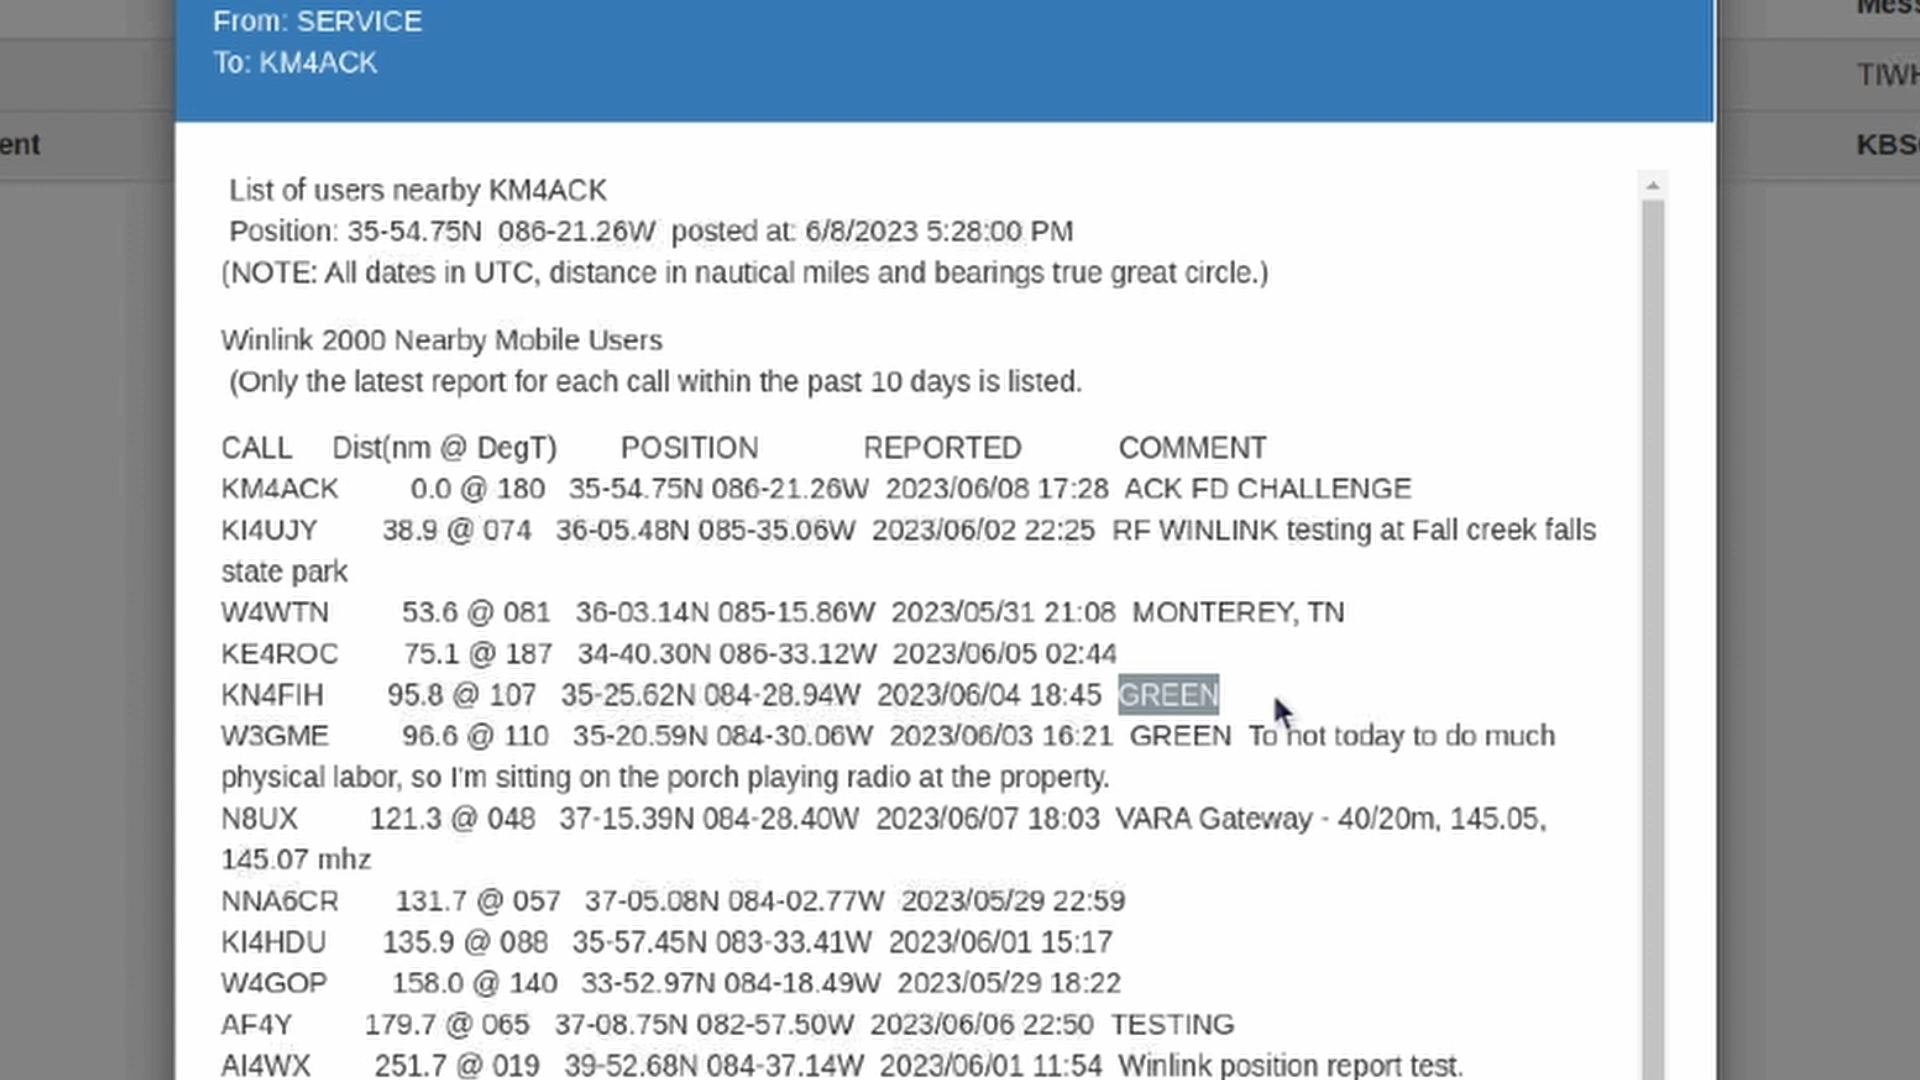 From: SERVICE
To: KM4ACK
Mess
TIWH
ent
KBS
List of users nearby KM4ACK
Position: 35-54.75N 086-21.26W posted at: 6/8/2023 5:28:00 PM
(NOTE: All dates in UTC, distance in nautical miles and bearings true great circle.)
Winlink 2000 Nearby Mobile Users
(Only the latest report for each call within the past 10 days is listed.
CALL Dist(nm @ DegT) POSITION REPORTED COMMENT
KM4ACK 0.0 @ 180 35-54.75N 086-21.26W 2023/06/08 17:28 ACK FD CHALLENGE
KI4UJY 38.9 @ 074 36-05.48N 085-35.06W 2023/06/02 22:25 RF WINLINK testing at Fall creek falls
state park
W4WTN 53.6 @ 081 36-03.14N 085-15.86W 2023/05/31 21:08 MONTEREY, TN
KE4ROC 75.1 @ 187 34-40.30N 086-33.12W 2023/06/05 02:44
KN4FIH 95.8 @ 107 35-25.62N 084-28.94W 2023/06/04 18:45 GREEN
W3GME 96.6 @ 110 35-20.59N 084-30.06W 2023/06/03 16:21 GREEN To hot today to do much
physical labor, so I'm sitting on the porch playing radio at the property.
N8UX 121.3 @ 048 37-15.39N 084-28.40W 2023/06/07 18:03 VARA Gateway - 40/20m, 145.05,
145.07 mhz
NNA6CR 131.7 @ 057 37-05.08N 084-02.77W 2023/05/29 22:59
KI4HDU 135.9 @ 088 35-57.45N 083-33.41W 2023/06/01 15:17
W4GOP 158.0 @ 140 33-52.97N 084-18.49W 2023/05/29 18:22
AF4Y 179.7 @ 065 37-08.75N 082-57.50W 2023/06/06 22:50 TESTING
AI4WX 251.7 @ 019 39-52.68N 084-37.14W 2023/06/01 11:54 Winlink position report test.